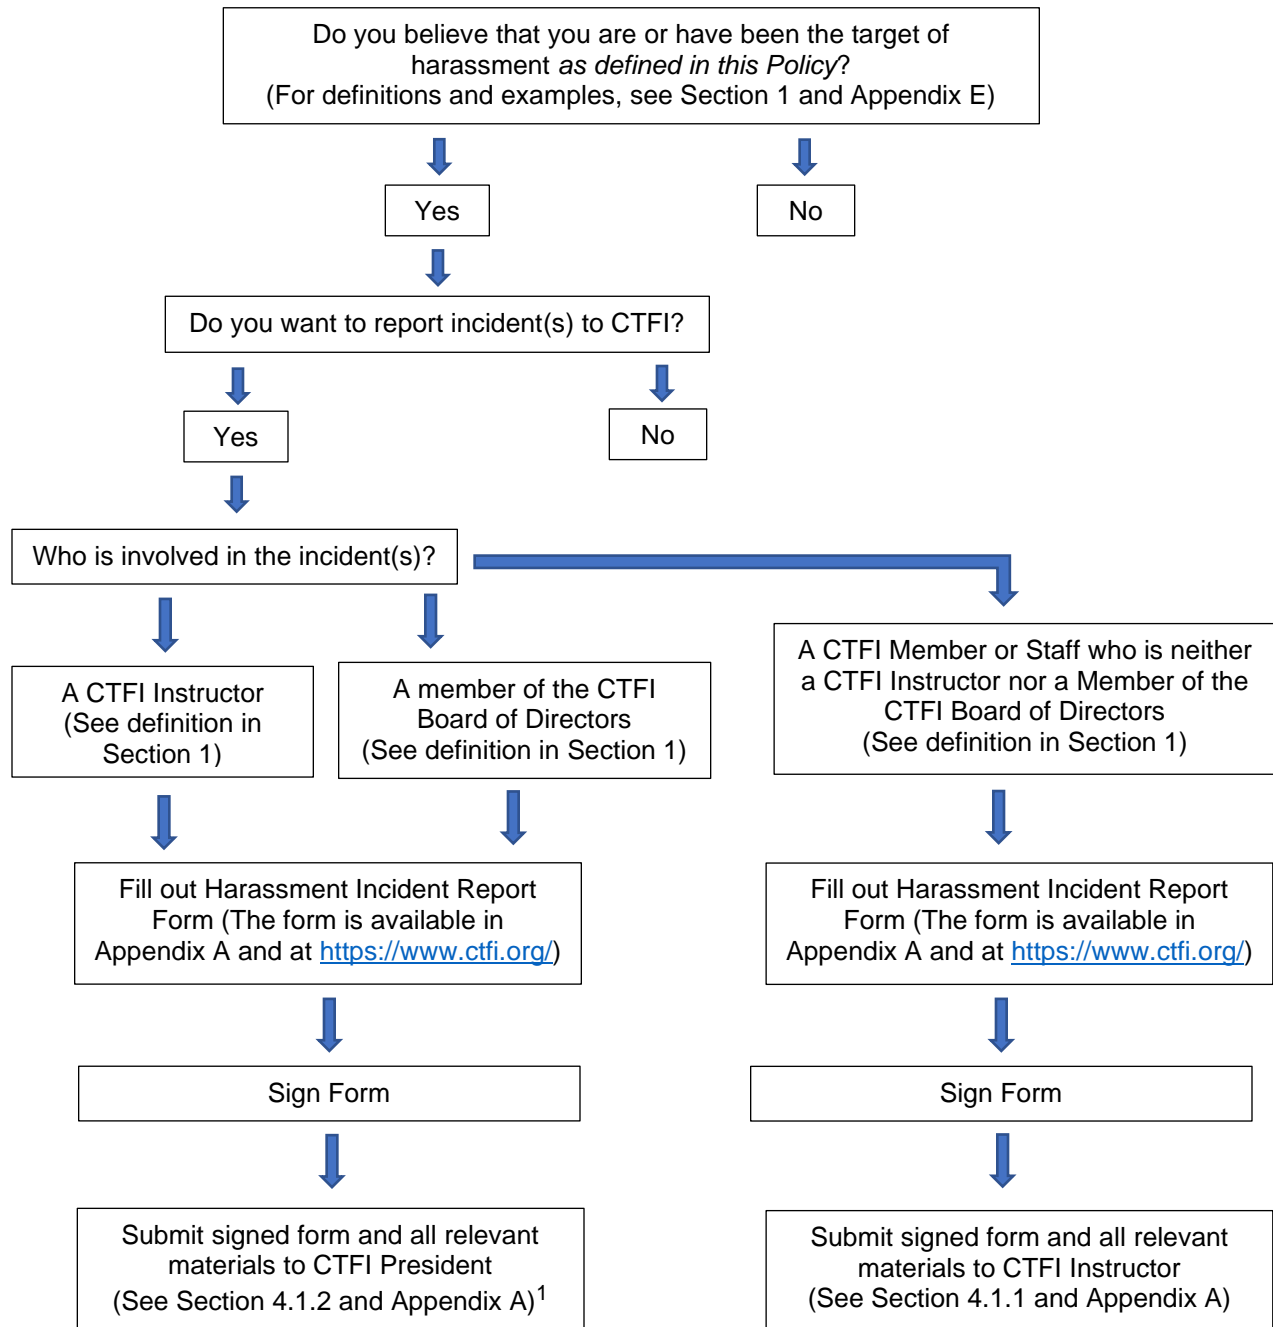 Do you believe that you are or have been the target of
harassment as defined in this Policy?
(For definitions and examples, see Section 1 and Appendix E)
Yes
No
Do you want to report incident(s) to CTFI?
Yes
No
Who is involved in the incident(s)?
A CTFI Instructor
(See definition in
Section 1)
A member of the CTFI
Board of Directors
(See definition in Section 1)
A CTFI Member or Staff who is neither
a CTFI Instructor nor a Member of the
CTFI Board of Directors
(See definition in Section 1)
Fill out Harassment Incident Report
Form (The form is available in
Appendix A and at https://www.ctfi.org/)
Fill out Harassment Incident Report
Form (The form is available in
Appendix A and at https://www.ctfi.org/)
Sign Form
Sign Form
Submit signed form and all relevant
materials to CTFI President
(See Section 4.1.2 and Appendix A)1
Submit signed form and all relevant
materials to CTFI Instructor
(See Section 4.1.1 and Appendix A)